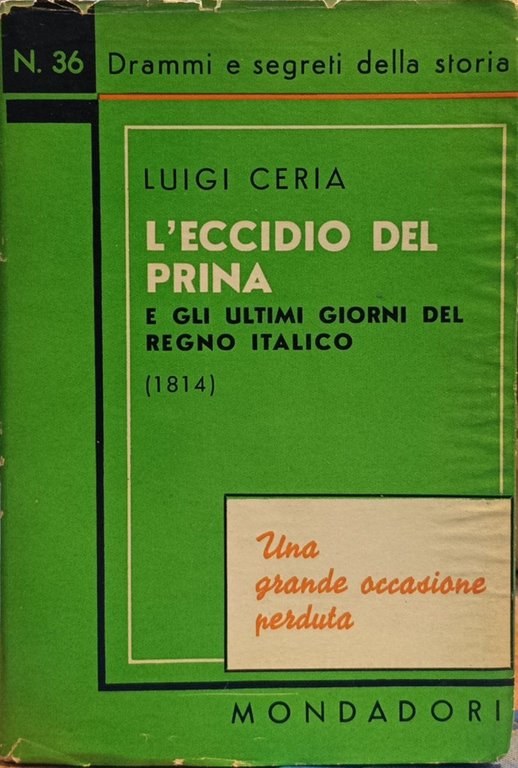 N. 36 Drammi e segreti della storia
LUIGI CERIA
L'ECCIDIO DEL
PRINA
E GLI ULTIMI GIORNI DEL
REGNO ITALICO
(1814)
Una
grande occasione
perduta
MONDADORI